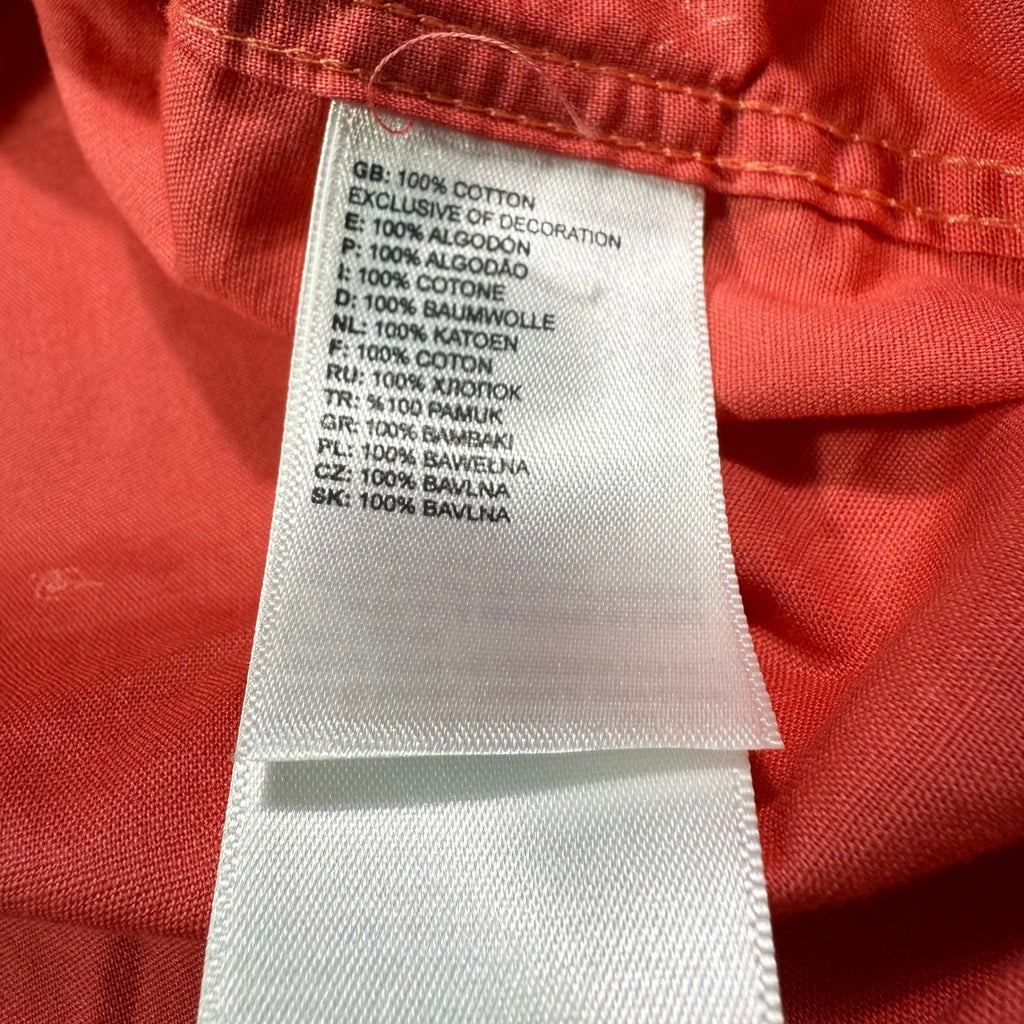 GB: 100% COTTON
EXCLUSIVE OF DECORATION
E: 100% ALGODÓN
P: 100% ALGODÃO
I: 100% COTONE
D: 100% BAUMWOLLE
NL: 100% KATOEN
F: 100% COTON
RU: 100% ХЛОПОК
TR: %100 PAMUK
GR: 100% BAMBAKI
PL: 100% BAWEŁNA
CZ: 100% BAVLNA
SK: 100% BAVLNA